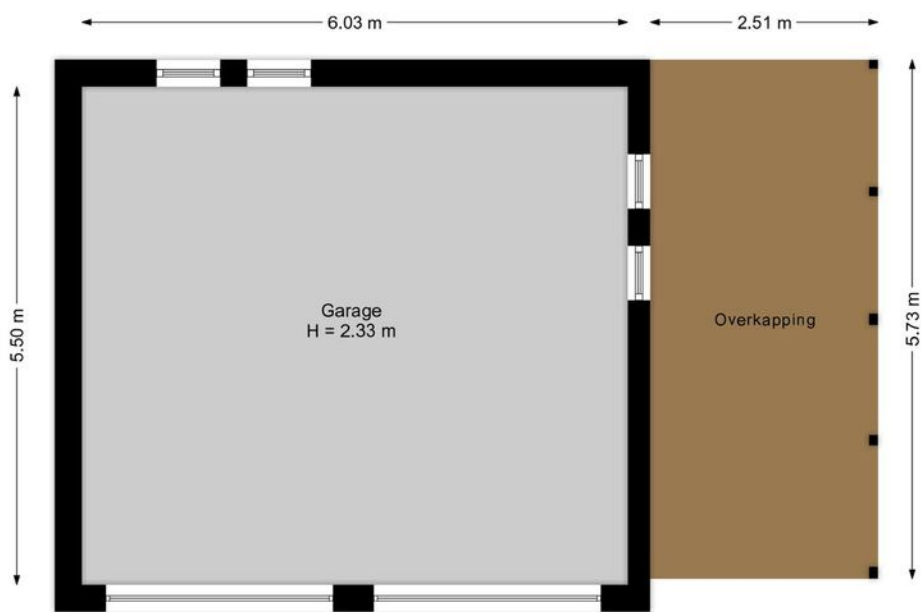 6.03 m
2.51 m
5.50 m
Garage
H = 2.33 m
Overkapping
5.73 m